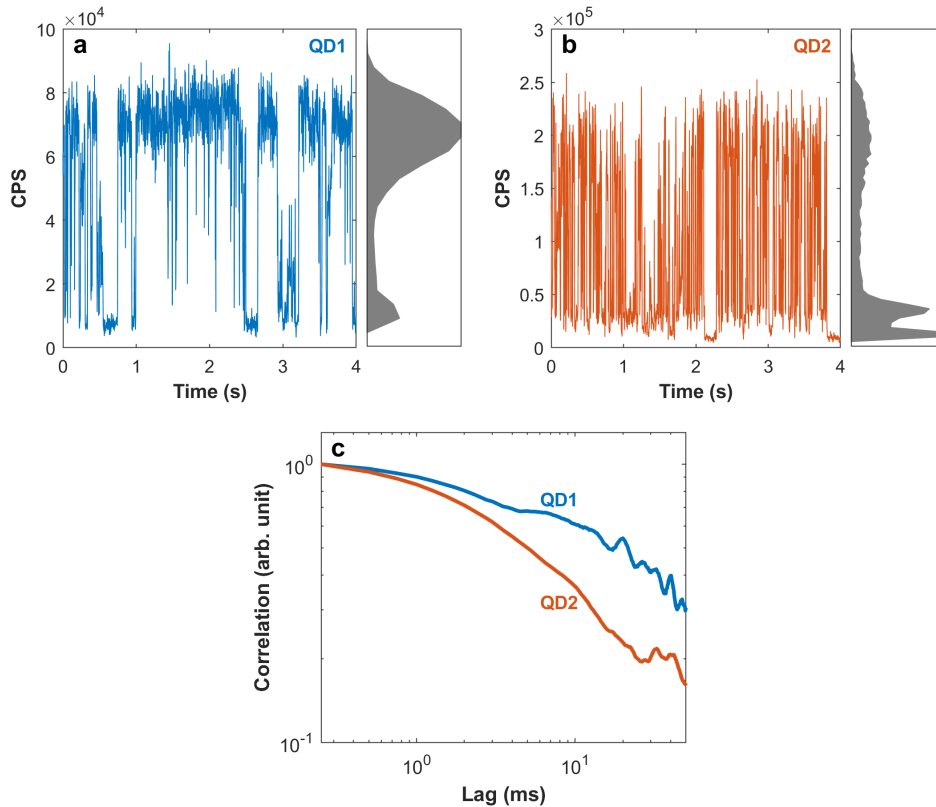 ×10⁴
a
QD1
10
8
6
4
2
0
CPS
0 1 2 3 4
Time (s)
×10⁵
b
QD2
3
2.5
2
1.5
1
0.5
0
CPS
0 1 2 3 4
Time (s)
c
QD1
QD2
10⁰
10⁻¹
Correlation (arb. unit)
10⁰ 10¹
Lag (ms)